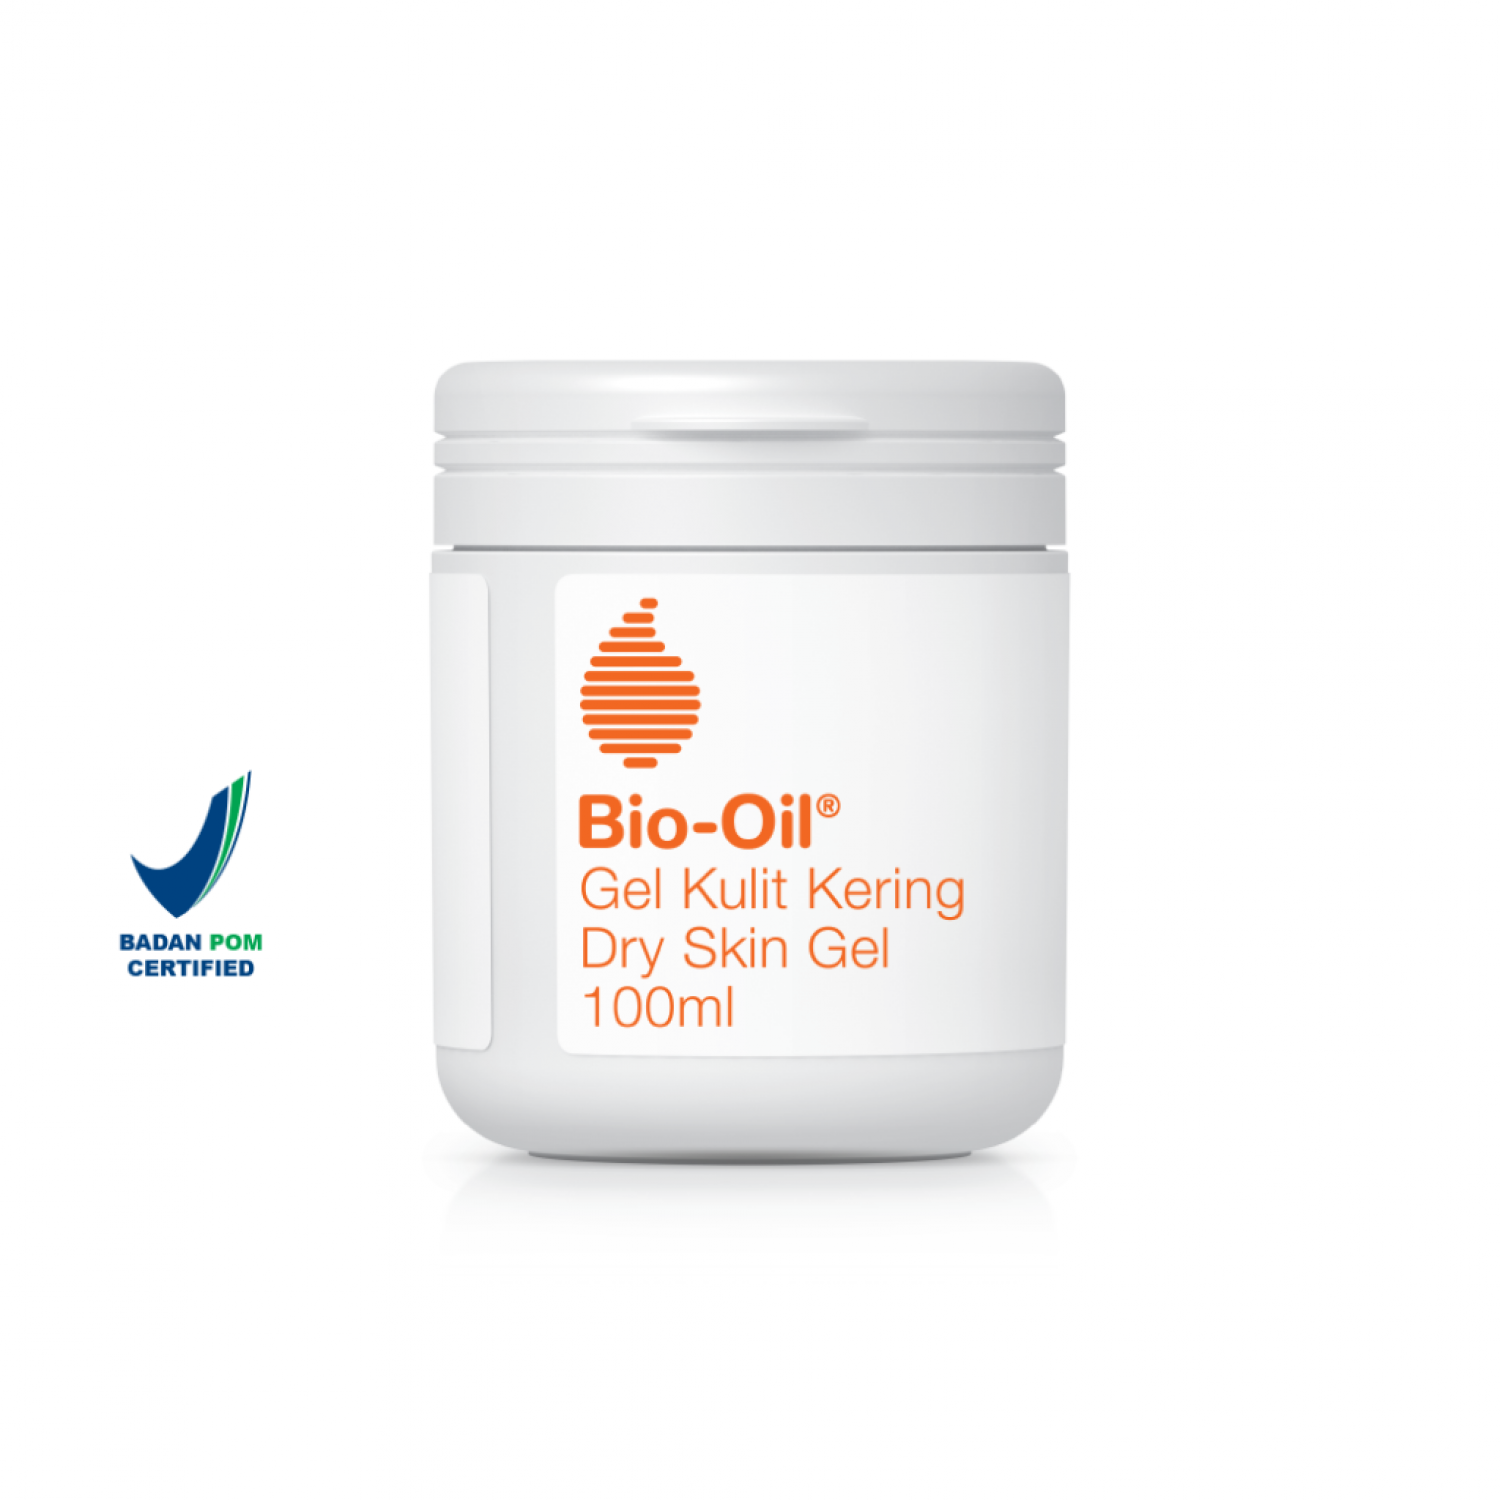 Bio-Oil®
Gel Kulit Kering
Dry Skin Gel
100ml
BADAN POM
CERTIFIED